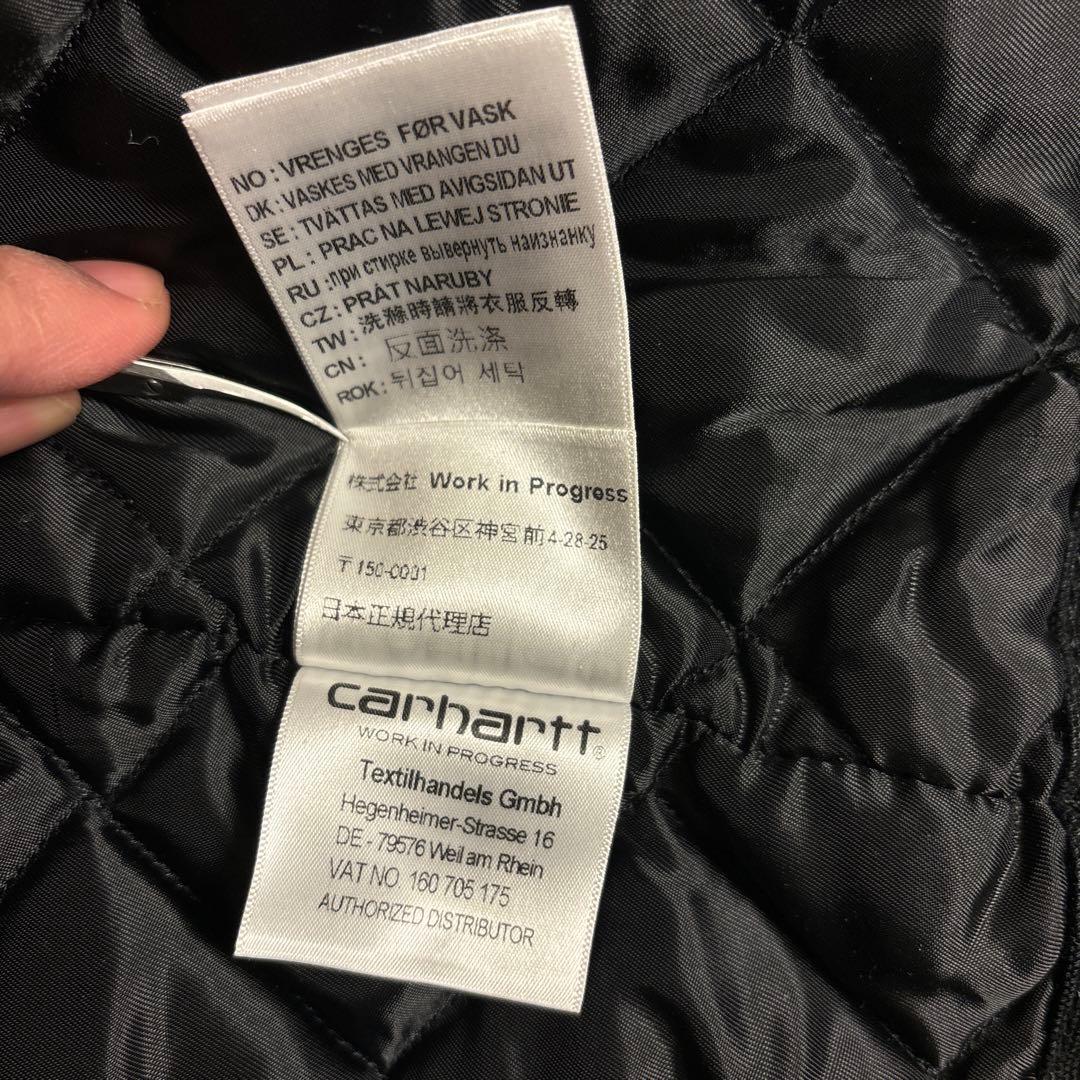 NO : VRENGES FØR VASK
DK : VASKES MED VRANGEN DU
SE : TVÄTTAS MED AVIGSIDAN UT
PL : PRAC NA LEWEJ STRONIE
RU :при стирке вывернуть наизнанку
CZ : PRÁT NARUBY
TW : 洗滌時請將衣服反轉
CN : 反面洗涤
ROK : 뒤집어 세탁
株式会社 Work in Progress
東京都渋谷区神宮前4-28-25
〒150-0001
日本正規代理店
carhartt®
WORK IN PROGRESS
Textilhandels Gmbh
Hegenheimer-Strasse 16
DE - 79576 Weil am Rhein
VAT NO. 160 705 175
AUTHORIZED DISTRIBUTOR